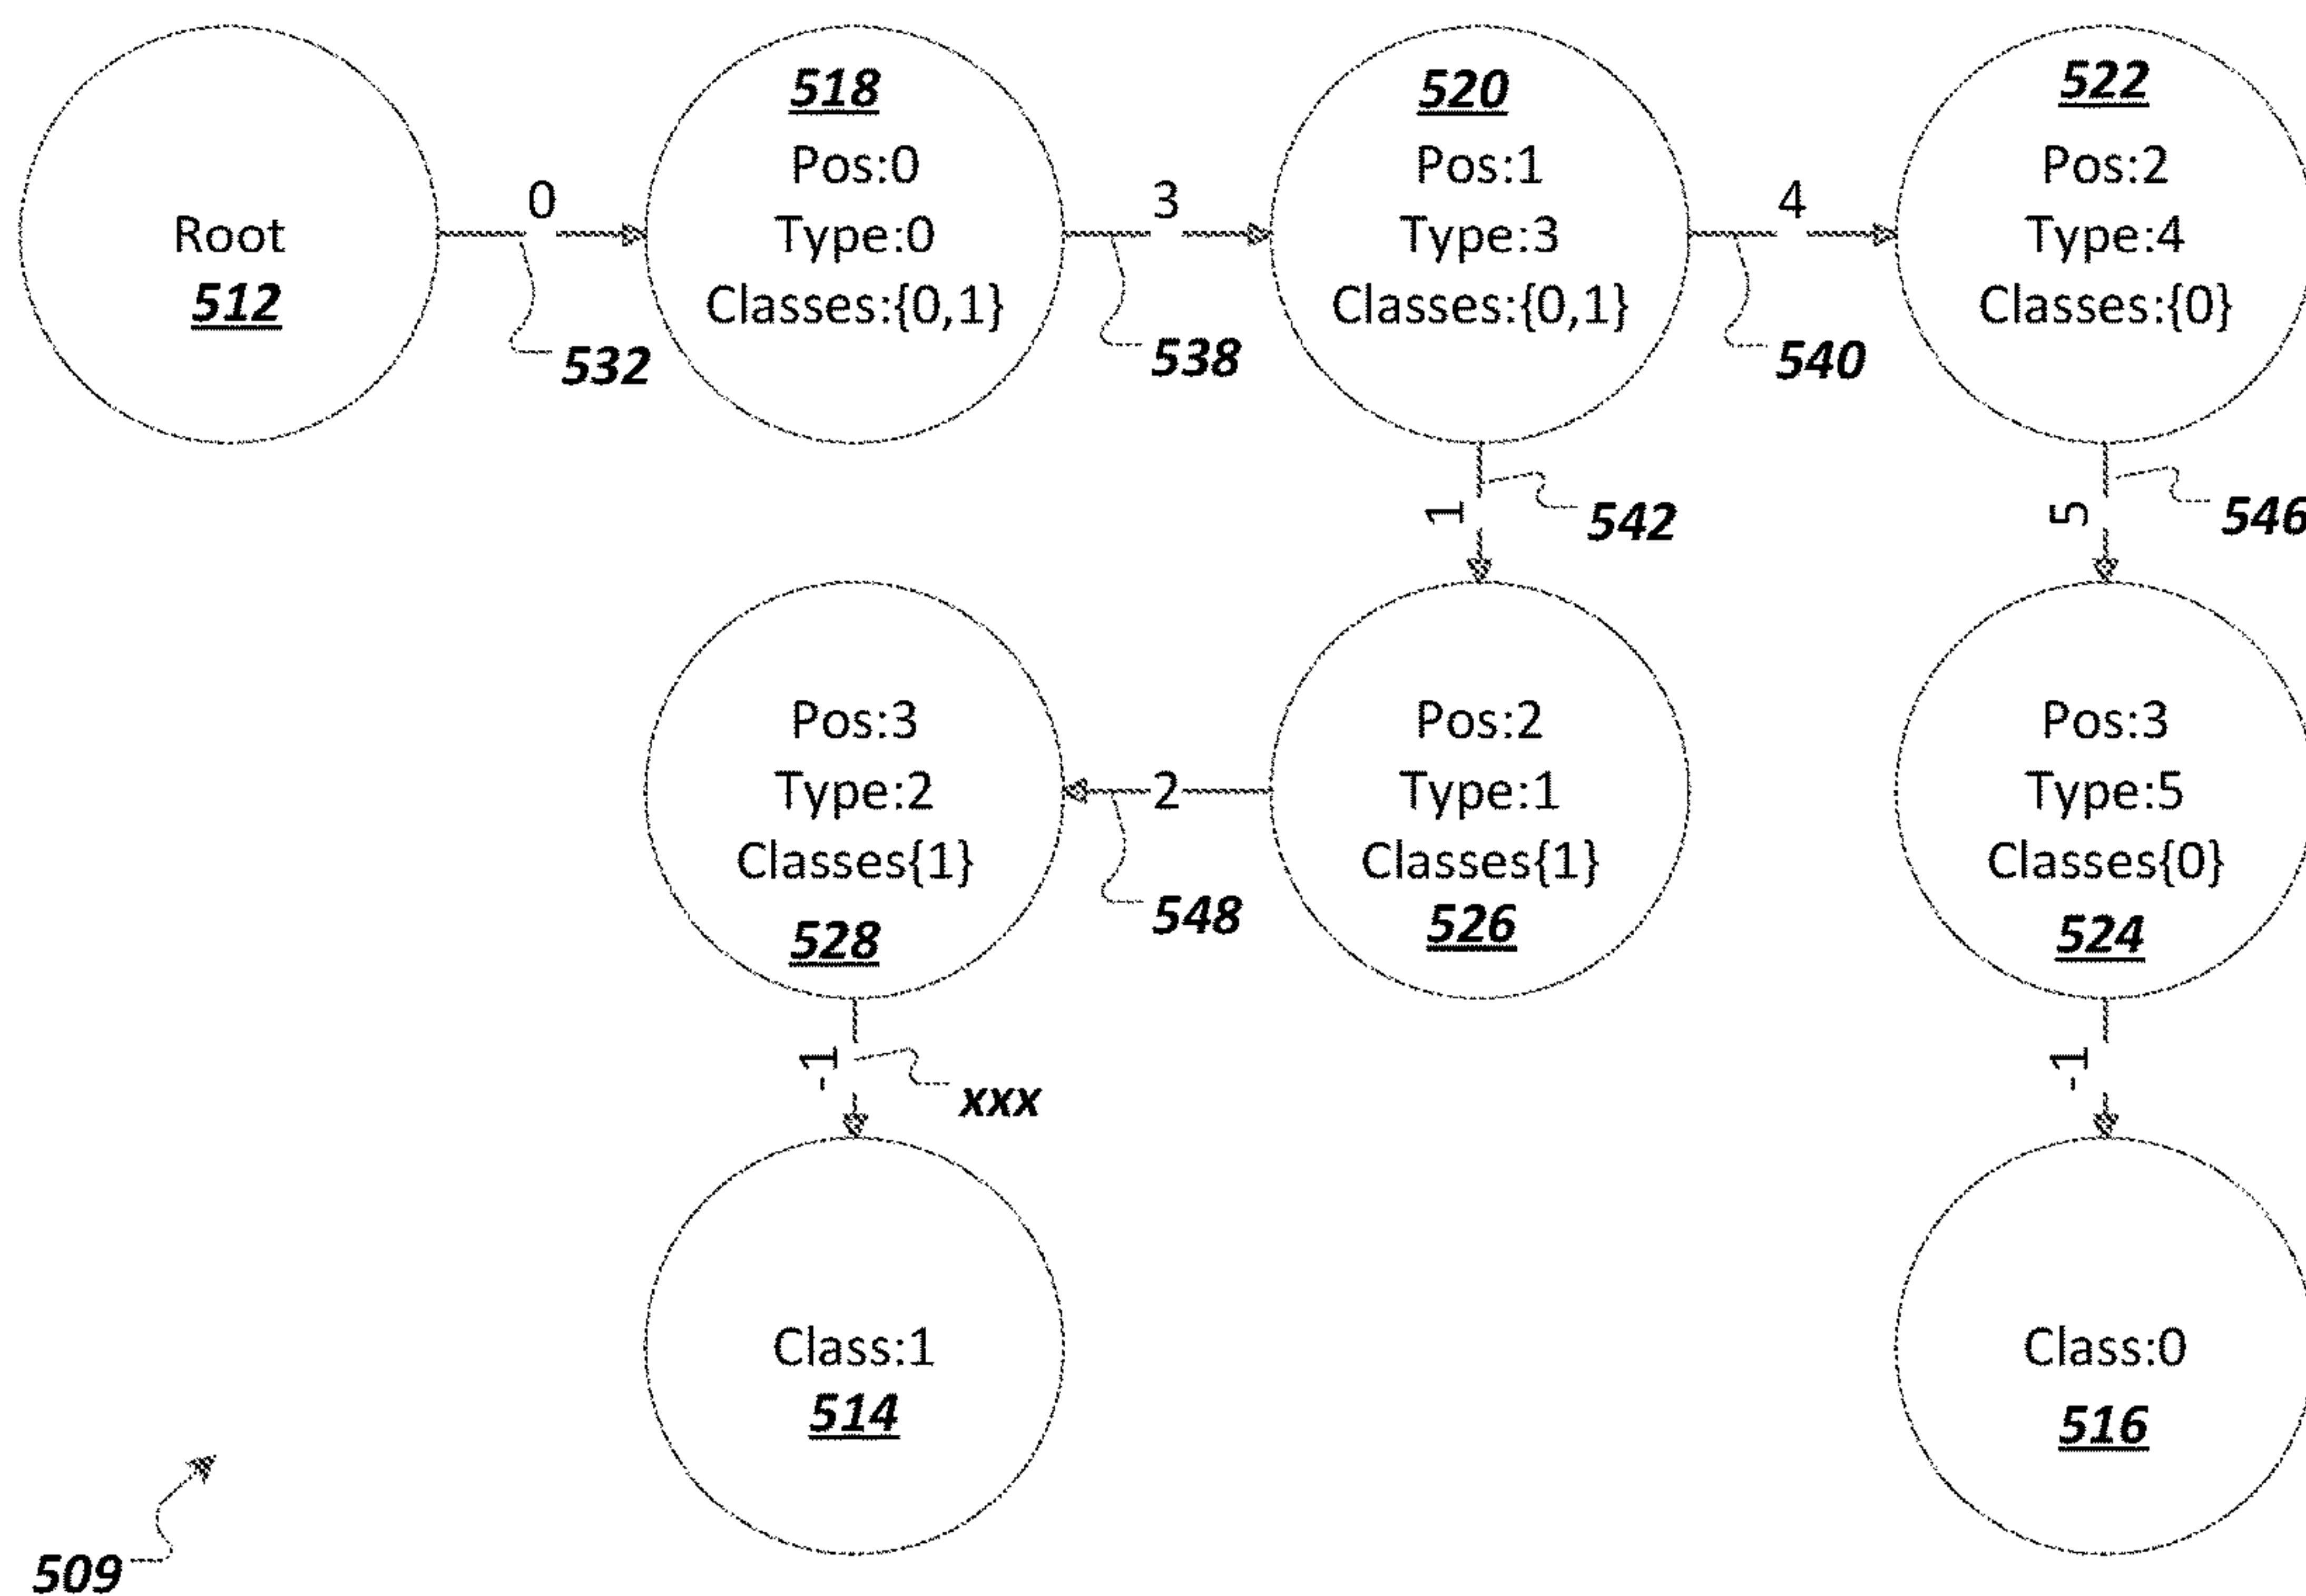 Root
512
0
532
518
Pos:0
Type:0
Classes:{0,1}
3
538
520
Pos:1
Type:3
Classes:{0,1}
4
540
522
Pos:2
Type:4
Classes:{0}
1
542
5
546
Pos:3
Type:2
Classes{1}
528
2
548
Pos:2
Type:1
Classes{1}
526
Pos:3
Type:5
Classes{0}
524
-1
xxx
-1
Class:1
514
Class:0
516
509